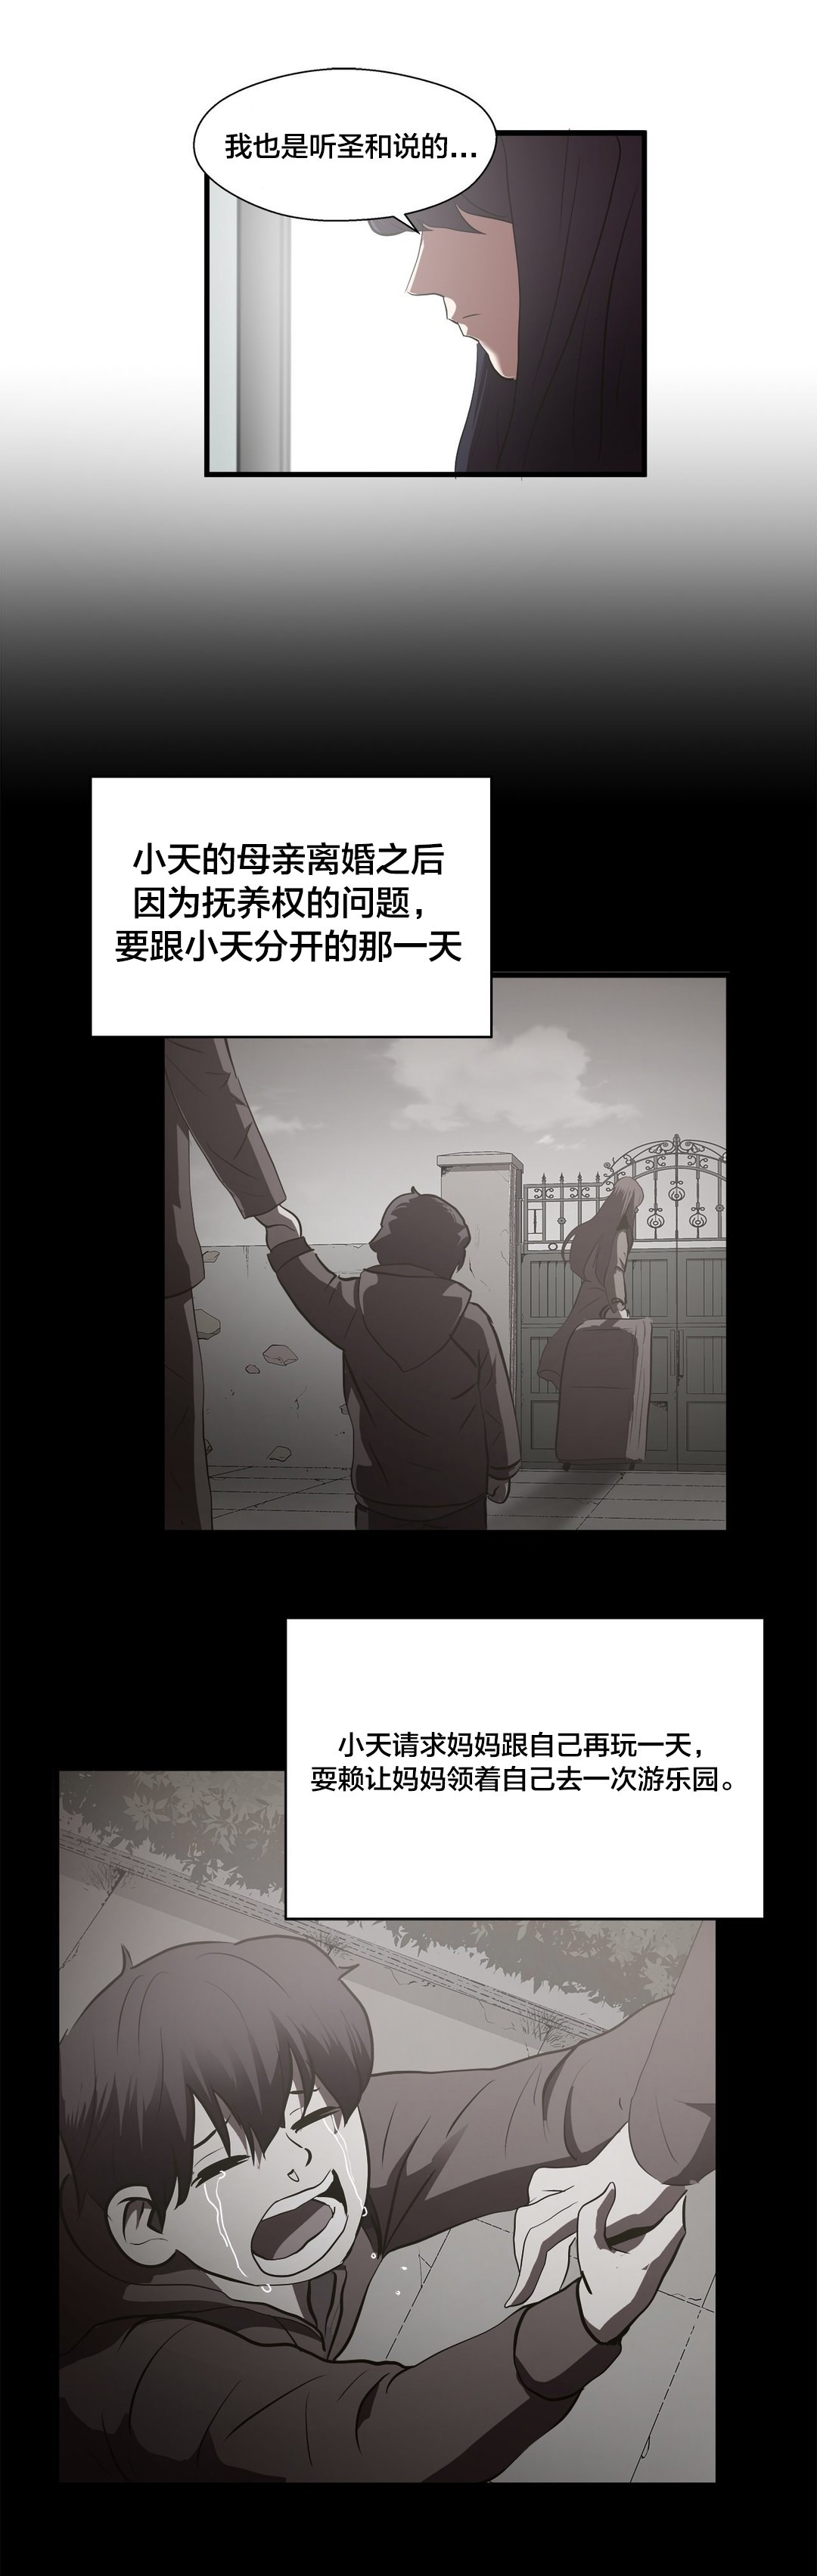 我也是听圣和说的...
小天的母亲离婚之后
因为抚养权的问题，
要跟小天分开的那一天
小天请求妈妈跟自己再玩一天，
耍赖让妈妈领着自己去一次游乐园。